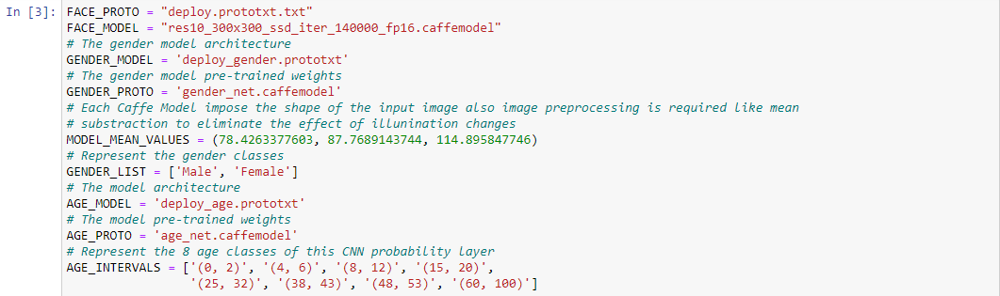 In [3]: FACE_PROTO = "deploy.prototxt.txt"
FACE_MODEL = "res10_300x300_ssd_iter_140000_fp16.caffemodel"
# The gender model architecture
GENDER_MODEL = 'deploy_gender.prototxt'
# The gender model pre-trained weights
GENDER_PROTO = 'gender_net.caffemodel'
# Each Caffe Model impose the shape of the input image also image preprocessing is required like mean
# substraction to eliminate the effect of illunination changes
MODEL_MEAN_VALUES = (78.4263377603, 87.7689143744, 114.895847746)
# Represent the gender classes
GENDER_LIST = ['Male', 'Female']
# The model architecture
AGE_MODEL = 'deploy_age.prototxt'
# The model pre-trained weights
AGE_PROTO = 'age_net.caffemodel'
# Represent the 8 age classes of this CNN probability layer
AGE_INTERVALS = ['(0, 2)', '(4, 6)', '(8, 12)', '(15, 20)',
'(25, 32)', '(38, 43)', '(48, 53)', '(60, 100)']